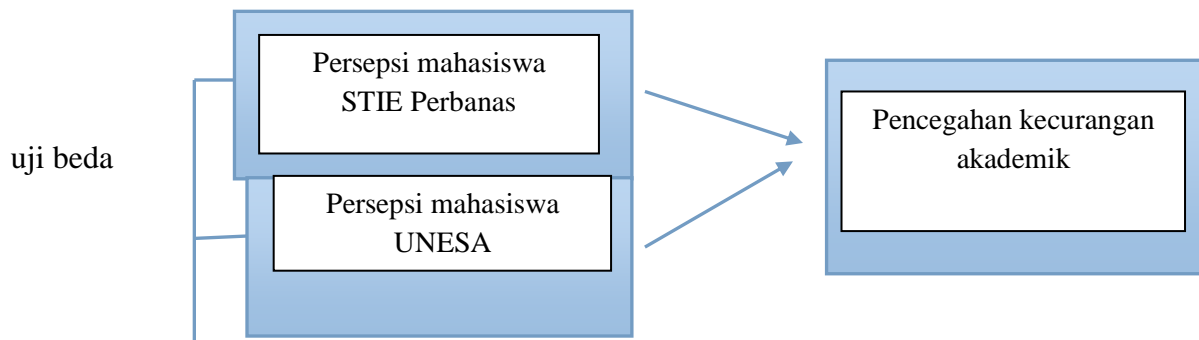 Persepsi mahasiswa
STIE Perbanas
Pencegahan kecurangan
akademik
uji beda
Persepsi mahasiswa
UNESA